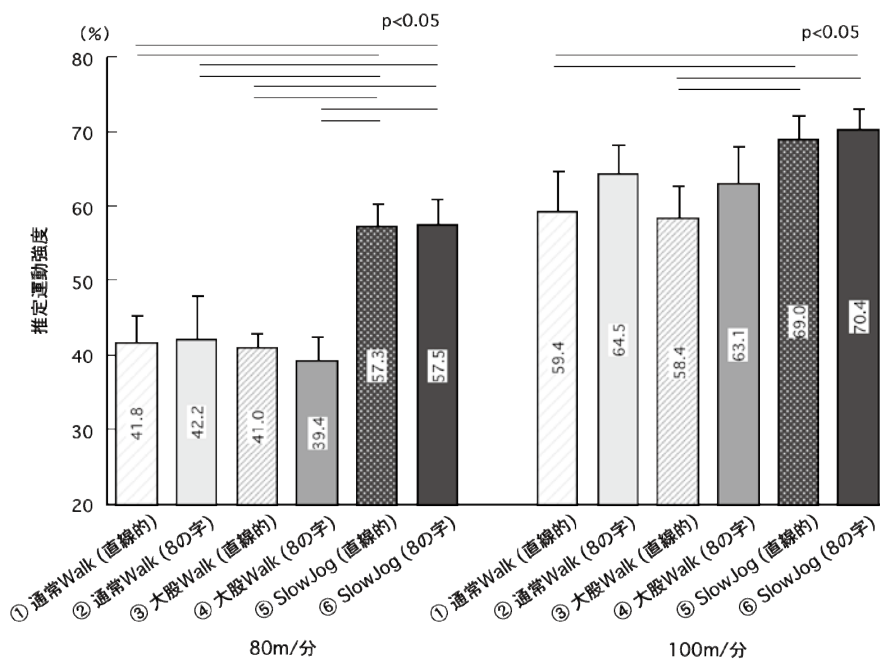 p<0.05
(%)
p<0.05
80
70
60
50
40
30
20
推定運動強度
41.8
42.2
41.0
39.4
57.3
57.5
59.4
64.5
58.4
63.1
69.0
70.4
① 通常Walk (直線的)
② 通常Walk (8の字)
③ 大股Walk (直線的)
④ 大股Walk (8の字)
⑤ SlowJog (直線的)
⑥ SlowJog (8の字)
① 通常Walk (直線的)
② 通常Walk (8の字)
③ 大股Walk (直線的)
④ 大股Walk (8の字)
⑤ SlowJog (直線的)
⑥ SlowJog (8の字)
80m/分
100m/分